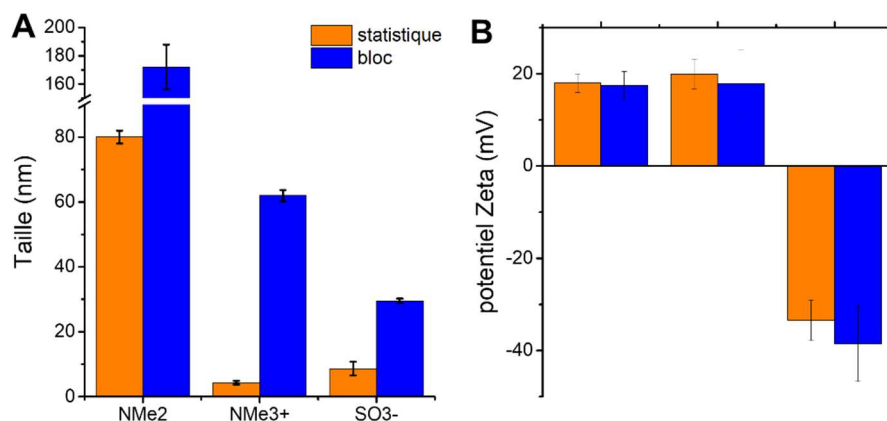 A
B
200
180
160
80
60
40
20
0
Taille (nm)
NMe2
NMe3+
SO3-
statistique
bloc
20
0
-20
-40
potentiel Zeta (mV)